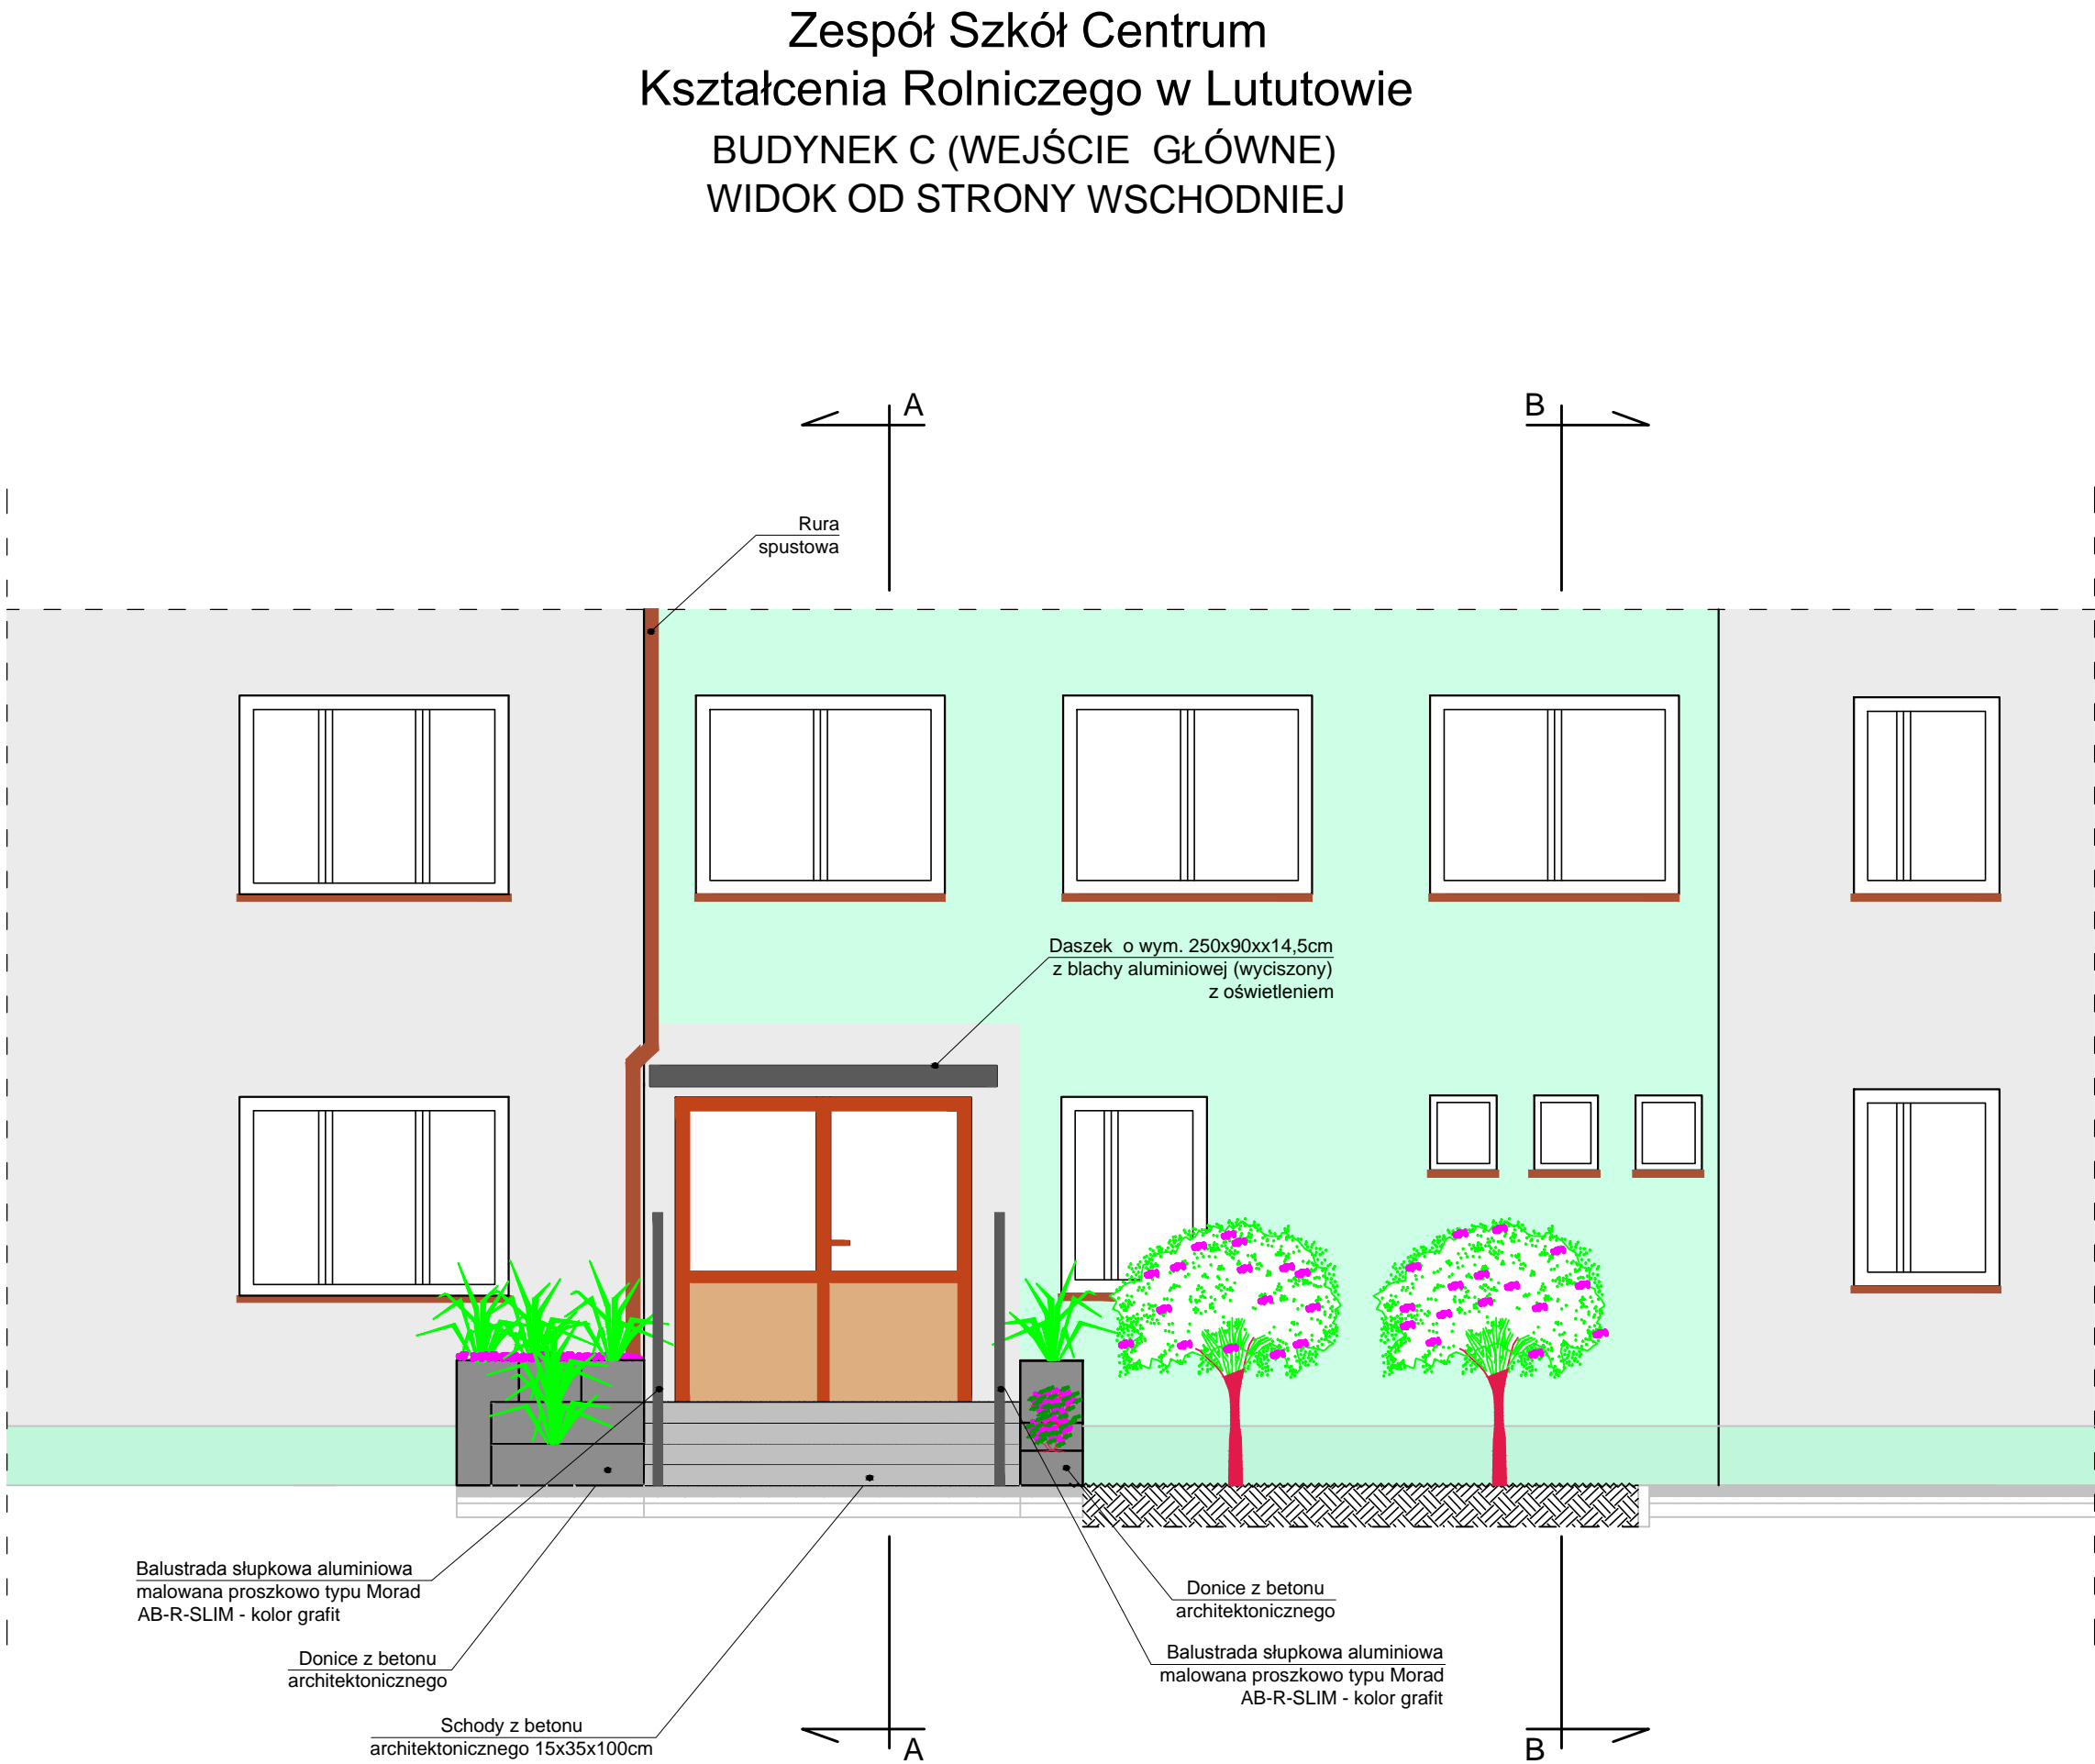 Zespół Szkół Centrum
Kształcenia Rolniczego w Lututowie
BUDYNEK C (WEJŚCIE GŁÓWNE)
WIDOK OD STRONY WSCHODNIEJ
A
B
Rura
spustowa
Daszek o wym. 250x90xx14,5cm
z blachy aluminiowej (wyciszony)
z oświetleniem
Balustrada słupkowa aluminiowa
malowana proszkowo typu Morad
AB-R-SLIM - kolor grafit
Donice z betonu
architektonicznego
Donice z betonu
architektonicznego
Balustrada słupkowa aluminiowa
malowana proszkowo typu Morad
AB-R-SLIM - kolor grafit
Schody z betonu
architektonicznego 15x35x100cm
A
B